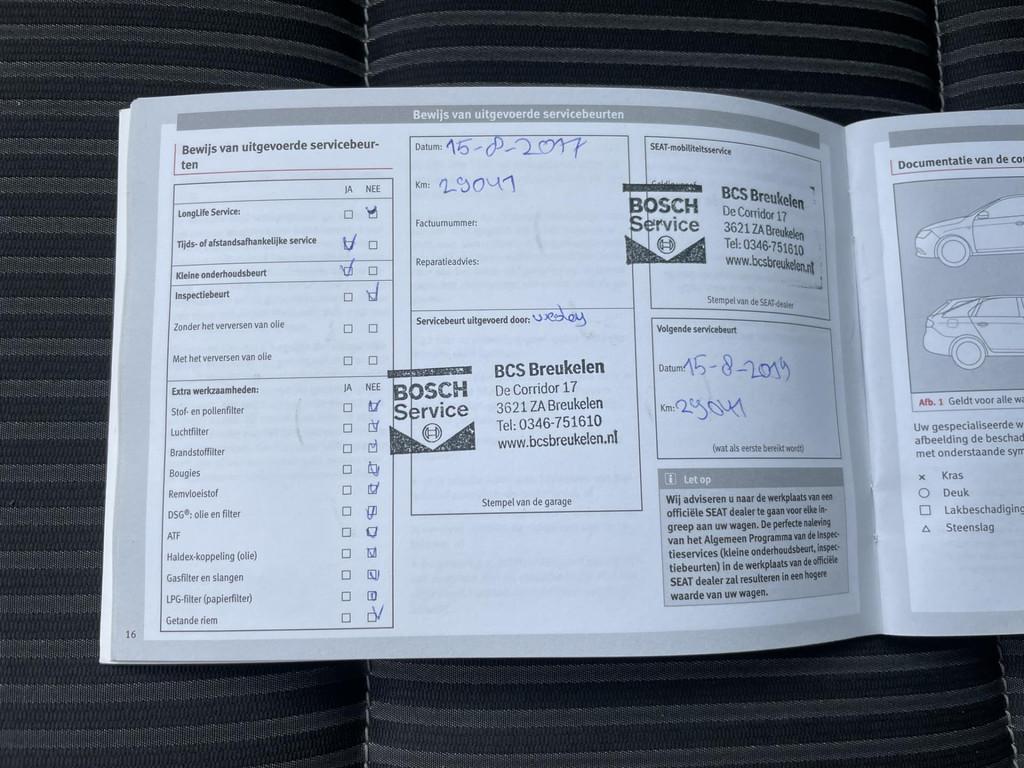 Bewijs van uitgevoerde servicebeurten
Bewijs van uitgevoerde servicebeur-
ten
JA NEE
LongLife Service:
Tijds- of afstandsafhankelijke service
Kleine onderhoudsbeurt
Inspectiebeurt
Zonder het verversen van olie
Met het verversen van olie
Extra werkzaamheden: JA NEE
Stof- en pollenfilter
Luchtfilter
Brandstoffilter
Bougies
Remvloeistof
DSG®: olie en filter
ATF
Haldex-koppeling (olie)
Gasfilter en slangen
LPG-filter (papierfilter)
Getande riem
16
Datum: 15-8-2017
Km: 29041
Factuurnummer:
Reparatieadvies:
Servicebeurt uitgevoerd door: Wesley
BOSCH
Service
BCS Breukelen
De Corridor 17
3621 ZA Breukelen
Tel: 0346-751610
www.bcsbreukelen.nl
Stempel van de garage
SEAT-mobiliteitsservice
BOSCH
Service
BCS Breukelen
De Corridor 17
3621 ZA Breukelen
Tel: 0346-751610
www.bcsbreukelen.nl
Stempel van de SEAT-dealer
Volgende servicebeurt
Datum: 15-8-2019
Km: 29041
(wat als eerste bereikt wordt)
i Let op
Wij adviseren u naar de werkplaats van een
officiële SEAT dealer te gaan voor elke in-
greep aan uw wagen. De perfecte naleving
van het Algemeen Programma van de Inspec-
tieservices (kleine onderhoudsbeurt, inspec-
tiebeurten) in de werkplaats van de officiële
SEAT dealer zal resulteren in een hogere
waarde van uw wagen.
Documentatie van de co
Afb. 1 Geldt voor alle wa
Uw gespecialiseerde w
afbeelding de beschad
met onderstaande sym
× Kras
○ Deuk
□ Lakbeschadiging
△ Steenslag